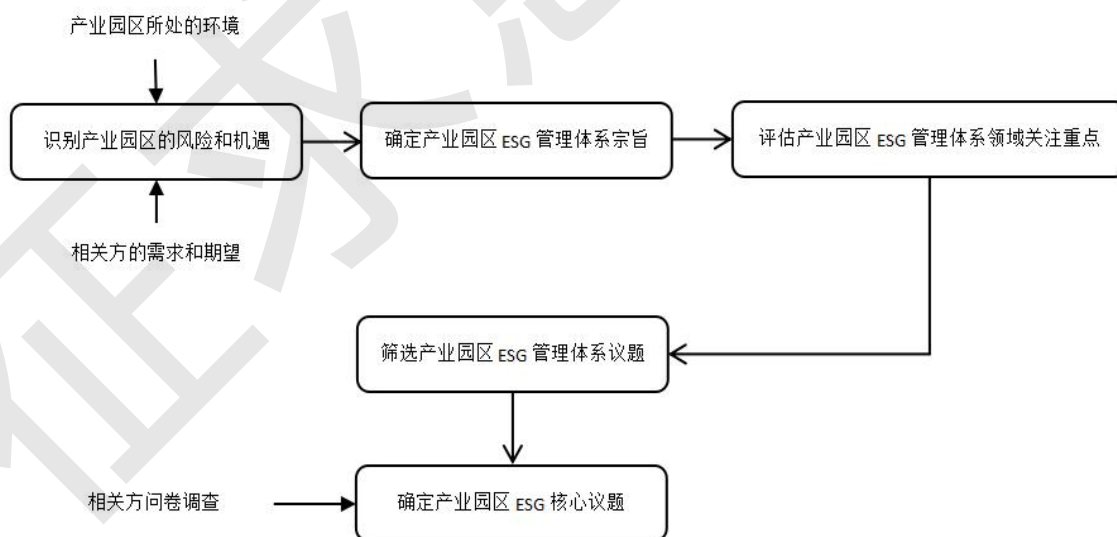 产业园区所处的环境
识别产业园区的风险和机遇
确定产业园区 ESG 管理体系宗旨
评估产业园区 ESG 管理体系领域关注重点
相关方的需求和期望
筛选产业园区 ESG 管理体系议题
相关方问卷调查
确定产业园区 ESG 核心议题
征求